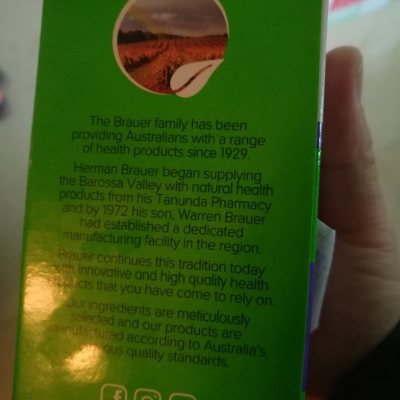 The Brauer family has been
providing Australians with a range
of health products since 1929.
Herman Brauer began supplying
the Barossa Valley with natural health
products from his Tanunda Pharmacy
and by 1972 his son, Warren Brauer
had established a dedicated
manufacturing facility in the region.
Brauer continues this tradition today
with innovative and high quality health
products that you have come to rely on.
Our ingredients are meticulously
selected and our products are
manufactured according to Australia's
quality standards.